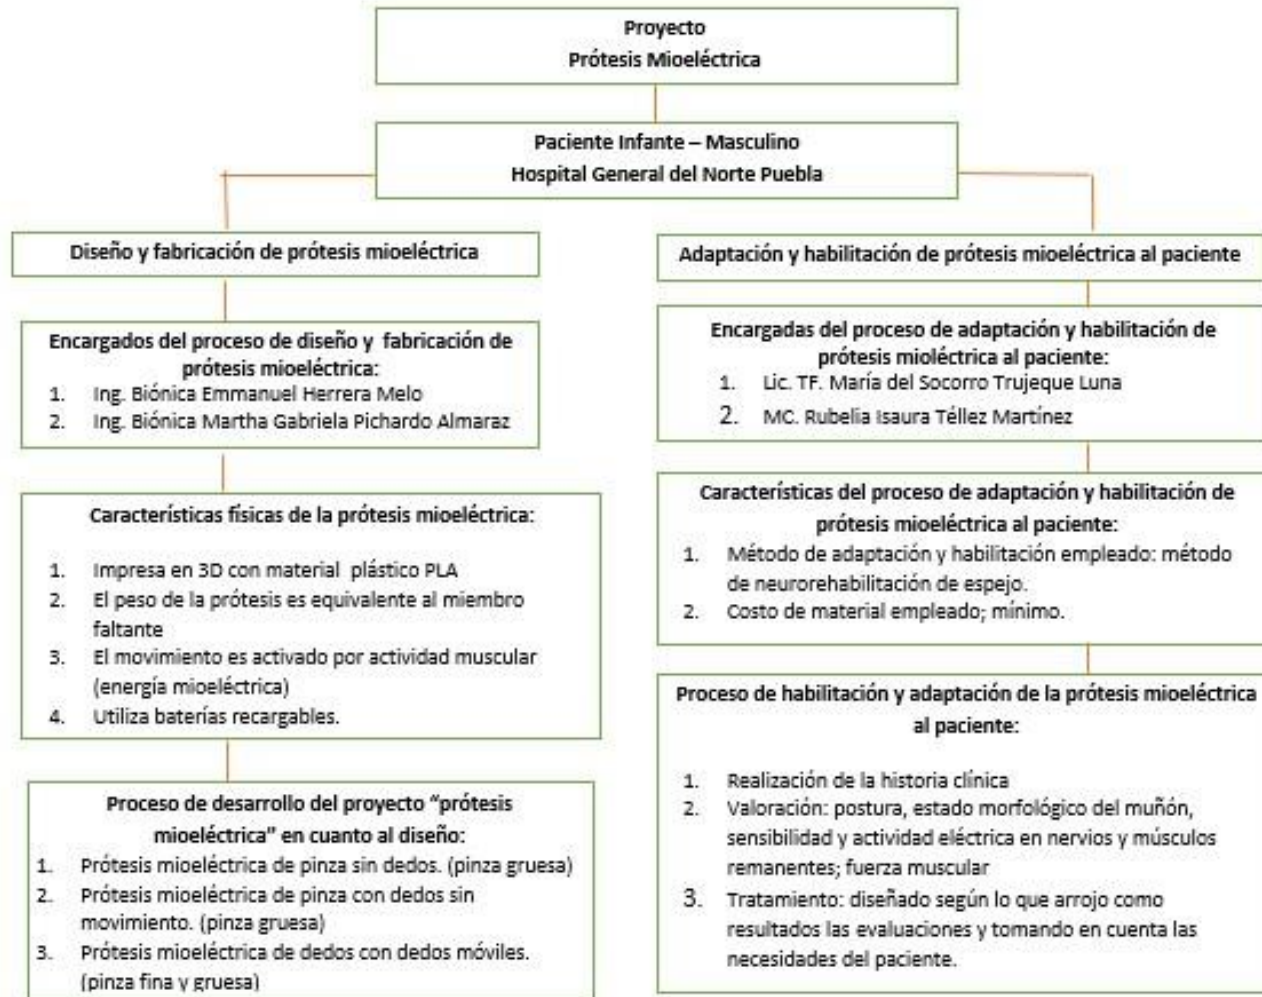 Proyecto
Prótesis Mioeléctrica
Paciente Infante – Masculino
Hospital General del Norte Puebla
Diseño y fabricación de prótesis mioeléctrica
Encargados del proceso de diseño y fabricación de
prótesis mioeléctrica:
1. Ing. Biónica Emmanuel Herrera Melo
2. Ing. Biónica Martha Gabriela Pichardo Almaraz
Características físicas de la prótesis mioeléctrica:
1. Impresa en 3D con material plástico PLA
2. El peso de la prótesis es equivalente al miembro
faltante
3. El movimiento es activado por actividad muscular
(energía mioeléctrica)
4. Utiliza baterías recargables.
Proceso de desarrollo del proyecto “prótesis
mioeléctrica” en cuanto al diseño:
1. Prótesis mioeléctrica de pinza sin dedos. (pinza gruesa)
2. Prótesis mioeléctrica de pinza con dedos sin
movimiento. (pinza gruesa)
3. Prótesis mioeléctrica de dedos con dedos móviles.
(pinza fina y gruesa)
Adaptación y habilitación de prótesis mioeléctrica al paciente
Encargadas del proceso de adaptación y habilitación de
prótesis mioléctrica al paciente:
1. Lic. TF. María del Socorro Trujeque Luna
2. MC. Rubelia Isaura Téllez Martínez
Características del proceso de adaptación y habilitación de
prótesis mioeléctrica al paciente:
1. Método de adaptación y habilitación empleado: método
de neurorehabilitación de espejo.
2. Costo de material empleado; mínimo.
Proceso de habilitación y adaptación de la prótesis mioeléctrica
al paciente:
1. Realización de la historia clínica
2. Valoración: postura, estado morfológico del muñón,
sensibilidad y actividad eléctrica en nervios y músculos
remanentes; fuerza muscular
3. Tratamiento: diseñado según lo que arrojo como
resultados las evaluaciones y tomando en cuenta las
necesidades del paciente.